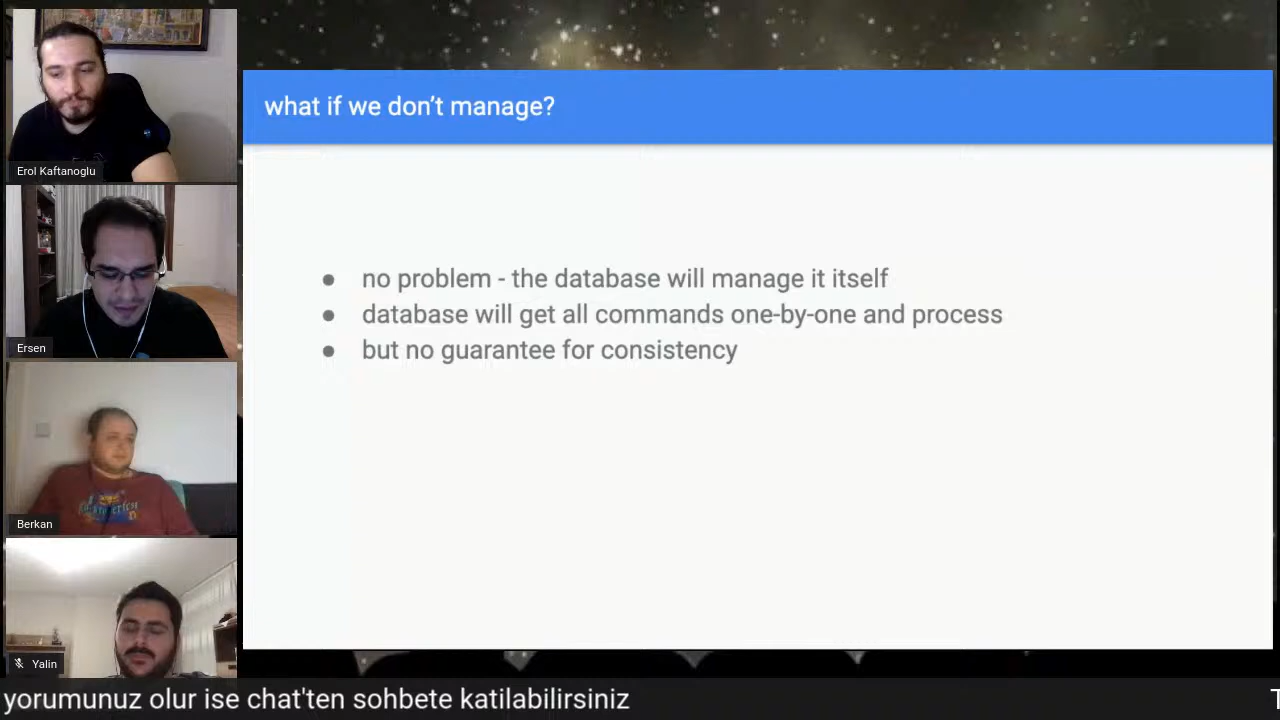 Erol Kaftanoglu
Ersen
Berkan
Yalin
what if we don’t manage?
● no problem - the database will manage it itself
● database will get all commands one-by-one and process
● but no guarantee for consistency
yorumunuz olur ise chat'ten sohbete katilabilirsiniz